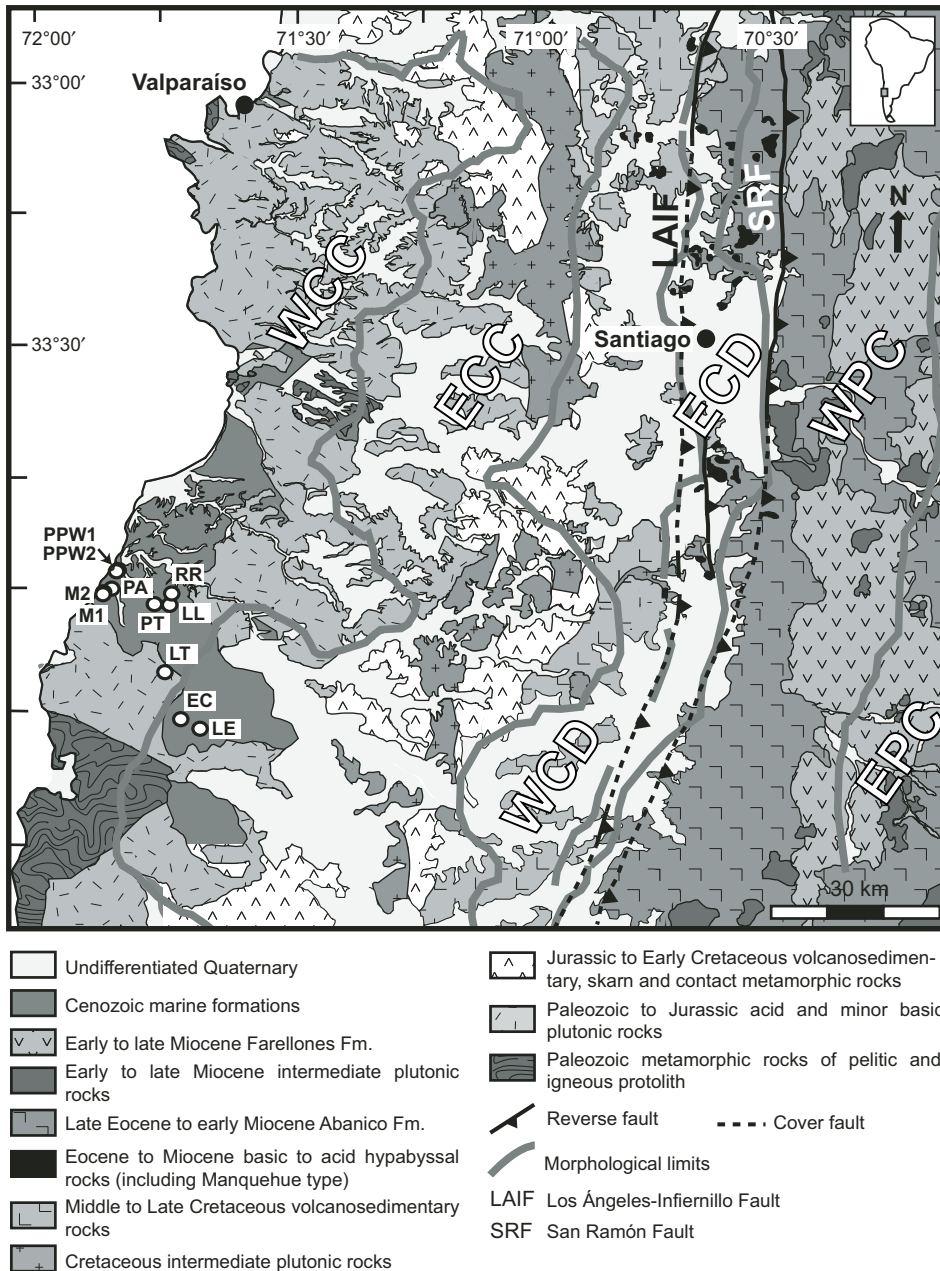 72°00′
71°30′
71°00′
70°30′
33°00′
Valparaíso
N
LAIF
SRF
WCC
33°30′
Santiago
ECC
ECD
WPC
PPW1
PPW2
RR
M2
PA
M1
PT
LL
LT
EC
LE
WCD
EPC
30 km
Undifferentiated Quaternary
Cenozoic marine formations
Early to late Miocene Farellones Fm.
Early to late Miocene intermediate plutonic
rocks
Late Eocene to early Miocene Abanico Fm.
Eocene to Miocene basic to acid hypabyssal
rocks (including Manquehue type)
Middle to Late Cretaceous volcanosedimentary
rocks
Cretaceous intermediate plutonic rocks
Jurassic to Early Cretaceous volcanosedimen-
tary, skarn and contact metamorphic rocks
Paleozoic to Jurassic acid and minor basic
plutonic rocks
Paleozoic metamorphic rocks of pelitic and
igneous protolith
Reverse fault
Cover fault
Morphological limits
LAIF Los Ángeles-Infiernillo Fault
SRF San Ramón Fault